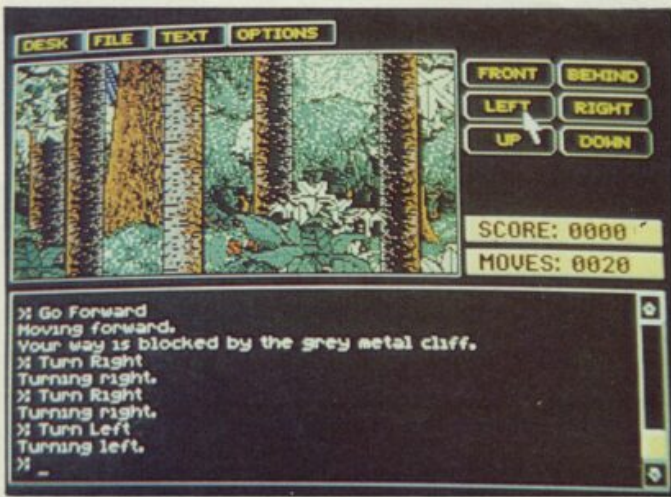 DESK FILE TEXT OPTIONS
FRONT BEHIND
LEFT RIGHT
UP DOWN
SCORE: 0000
MOVES: 0020
Go Forward
Moving forward.
Your way is blocked by the grey metal cliff.
Turn Right
Turning right.
Turn Right
Turning right.
Turn Left
Turning left.